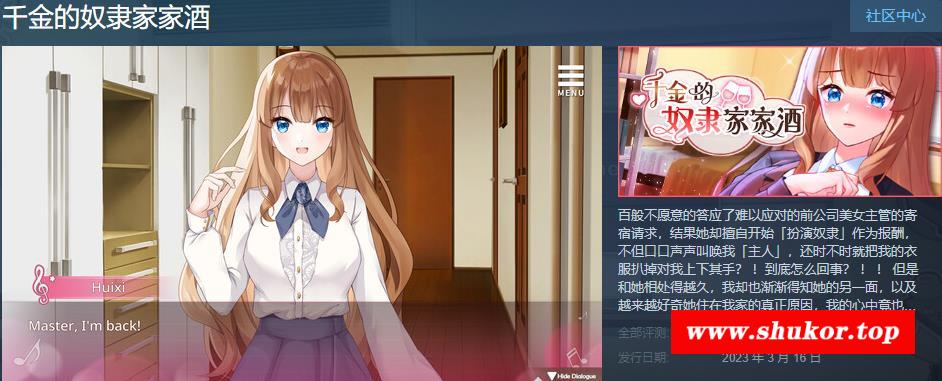 千金的奴隶家家酒
社区中心
MENU
Huixi
Master, I'm back!
Hide Dialogue
千金的
奴隶家家酒
百般不愿意的答应了难以应对的前公司美女主管的寄
宿请求，结果她却擅自开始「扮演奴隶」作为报酬，
不但口口声声叫唤我「主人」，还时不时就把我的衣
服扒掉对我上下其手？！到底怎么回事？！！ 但是
和她相处得越久，我却也渐渐得知她的另一面，以及
越来越好奇她住在我家的真正原因，我的心中竟也...
全部评测:
www.shukor.top
发行日期: 2023 年 3 月 16 日